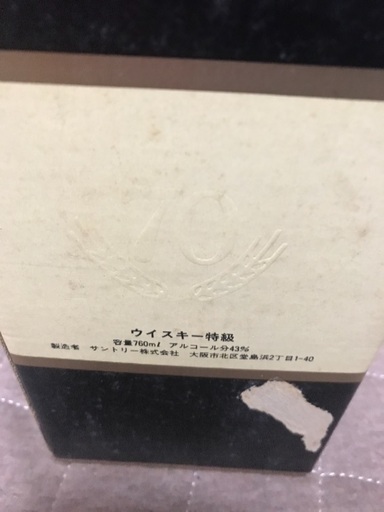 70
ウイスキー特級
容量760ml アルコール分43%
製造者 サントリー株式会社 大阪市北区堂島浜2丁目1-40